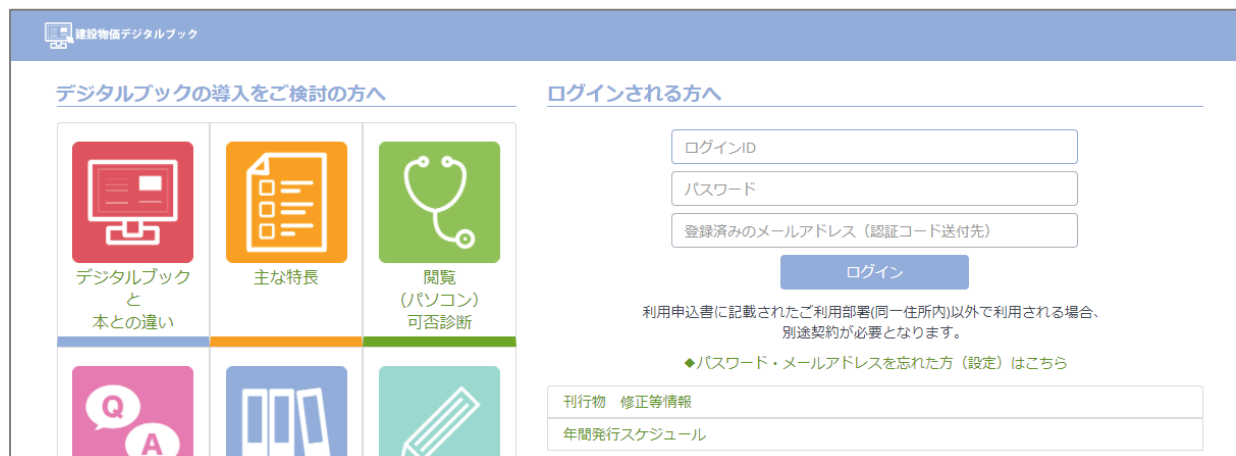 建設物価デジタルブック
デジタルブックの導入をご検討の方へ
デジタルブック
と
本との違い
主な特長
閲覧
（パソコン）
可否診断
Q
A
ログインされる方へ
ログインID
パスワード
登録済みのメールアドレス（認証コード送付先）
ログイン
利用申込書に記載されたご利用部署(同一住所内)以外で利用される場合、
別途契約が必要となります。
◆パスワード・メールアドレスを忘れた方（設定）はこちら
刊行物　修正等情報
年間発行スケジュール